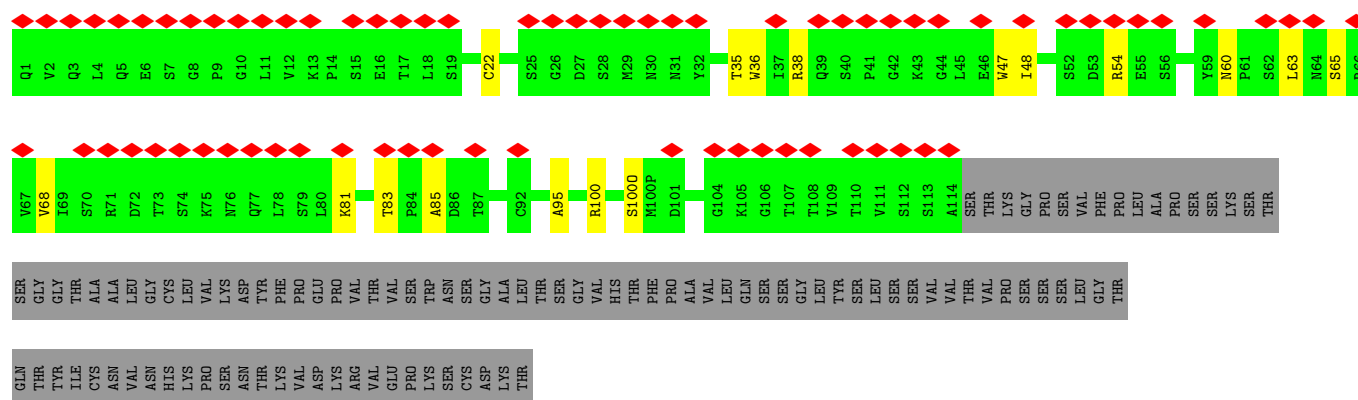 Q1 V2 Q3 L4 Q5 E6 S7 G8 P9 G10 L11 V12 K13 P14 S15 E16 T17 L18 S19 C22 S25 G26 D27 S28 M29 N30 N31 Y32 T35 W36 I37 R38 Q39 S40 P41 G42 K43 G44 L45 E46 W47 I48 S52 D53 R54 E55 S56 Y59 N60 P61 S62 L63 N64 S65
V67 V68 I69 S70 R71 D72 T73 S74 K75 N76 Q77 L78 S79 L80 K81 T83 P84 A85 D86 T87 C92 A95 R100 S100O M100P D101 G104 K105 G106 T107 T108 V109 T110 V111 S112 S113 A114 SER THR LYS GLY PRO SER VAL PHE PRO LEU ALA PRO SER SER LYS SER THR
SER GLY GLY THR ALA ALA LEU GLY CYS LEU VAL LYS ASP TYR PHE PRO GLU PRO VAL THR VAL SER TRP ASN SER GLY ALA LEU THR SER GLY VAL HIS THR PHE PRO ALA VAL LEU GLN SER SER GLY LEU TYR SER LEU SER SER VAL VAL THR VAL PRO SER SER SER LEU GLY THR
GLN THR TYR ILE CYS ASN VAL ASN HIS LYS PRO SER ASN THR LYS VAL ASP LYS ARG VAL GLU PRO LYS SER CYS ASP LYS THR